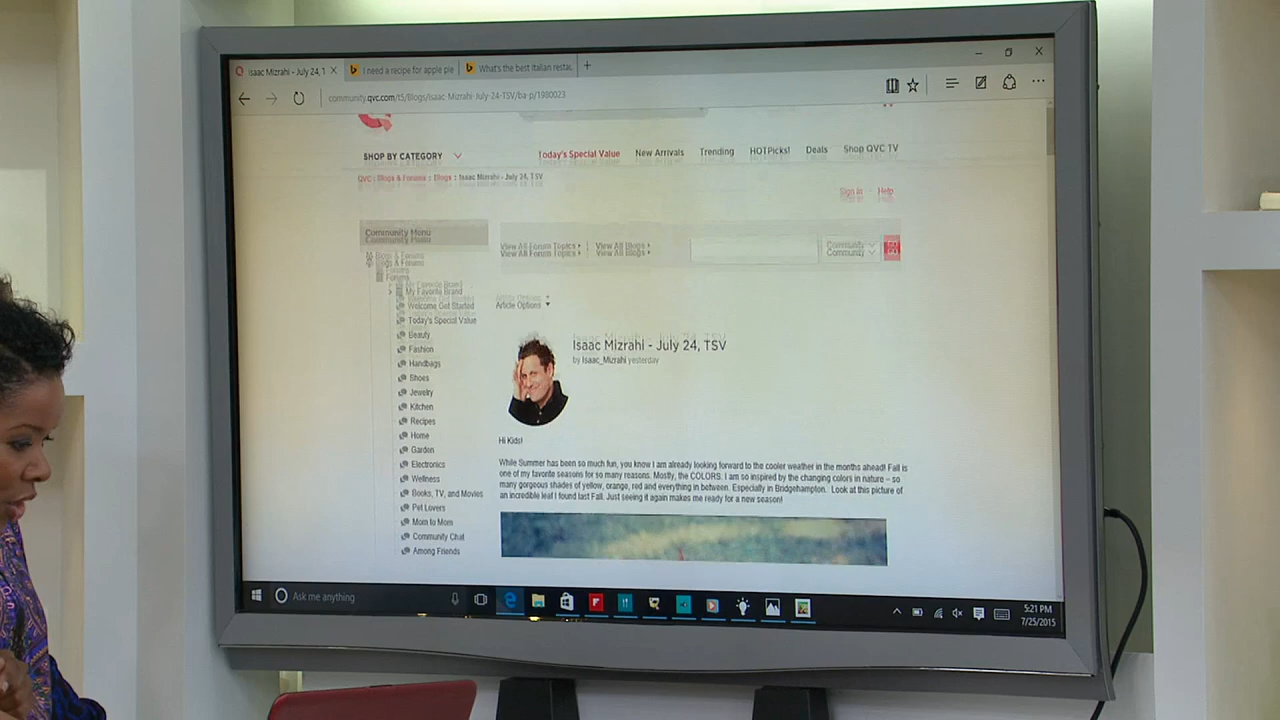 Isaac Mizrahi - July 24, T
I need a recipe for apple pie
What's the best italian restau
community.qvc.com/t5/Blogs/Isaac-Mizrahi-July-24-TSV/ba-p/1980023
SHOP BY CATEGORY
Today's Special Value
New Arrivals
Trending
HOTPicks!
Deals
Shop QVC TV
QVC : Blogs & Forums : Blogs : Isaac Mizrahi - July 24, TSV
Sign in
Help
Community Menu
View All Forum Topics
View All Blogs
Community
Blogs & Forums
Forums
My Favorite Brand
Welcome Get Started
Today's Special Value
Beauty
Fashion
Handbags
Shoes
Jewelry
Kitchen
Recipes
Home
Garden
Electronics
Wellness
Books, TV, and Movies
Pet Lovers
Mom to Mom
Community Chat
Among Friends
Article Options
Isaac Mizrahi - July 24, TSV
by Isaac_Mizrahi yesterday
Hi Kids!
While Summer has been so much fun, you know I am already looking forward to the cooler weather in the months ahead! Fall is
one of my favorite seasons for so many reasons. Mostly, the COLORS. I am so inspired by the changing colors in nature – so
many gorgeous shades of yellow, orange, red and everything in between. Especially in Bridgehampton. Look at this picture of
an incredible leaf I found last Fall. Just seeing it again makes me ready for a new season!
Ask me anything
5:21 PM
7/25/2015